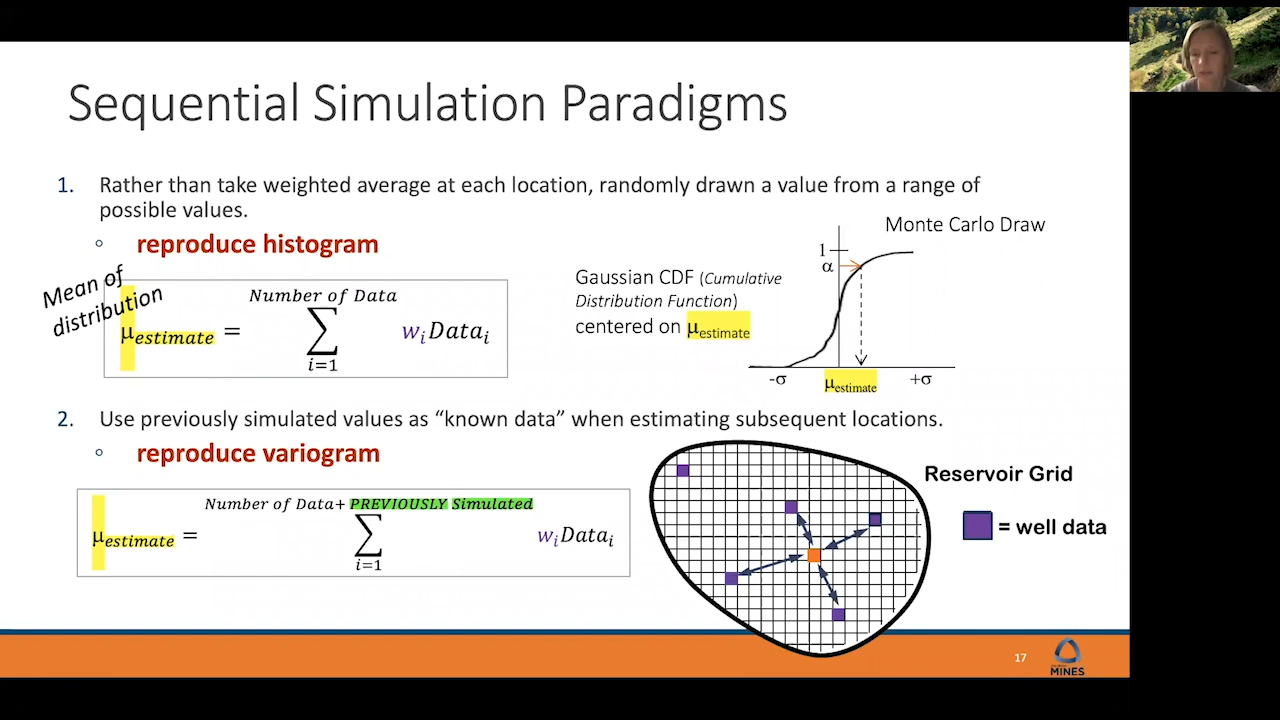 Sequential Simulation Paradigms
1. Rather than take weighted average at each location, randomly drawn a value from a range of
possible values.
reproduce histogram
Mean of
distribution
Number of Data
μestimate = ∑ wiDatai
i=1
Monte Carlo Draw
Gaussian CDF (Cumulative
Distribution Function)
centered on μestimate
1
α
-σ μestimate +σ
2. Use previously simulated values as “known data” when estimating subsequent locations.
reproduce variogram
Number of Data+ PREVIOUSLY Simulated
μestimate = ∑ wiDatai
i=1
Reservoir Grid
= well data
17
MINES